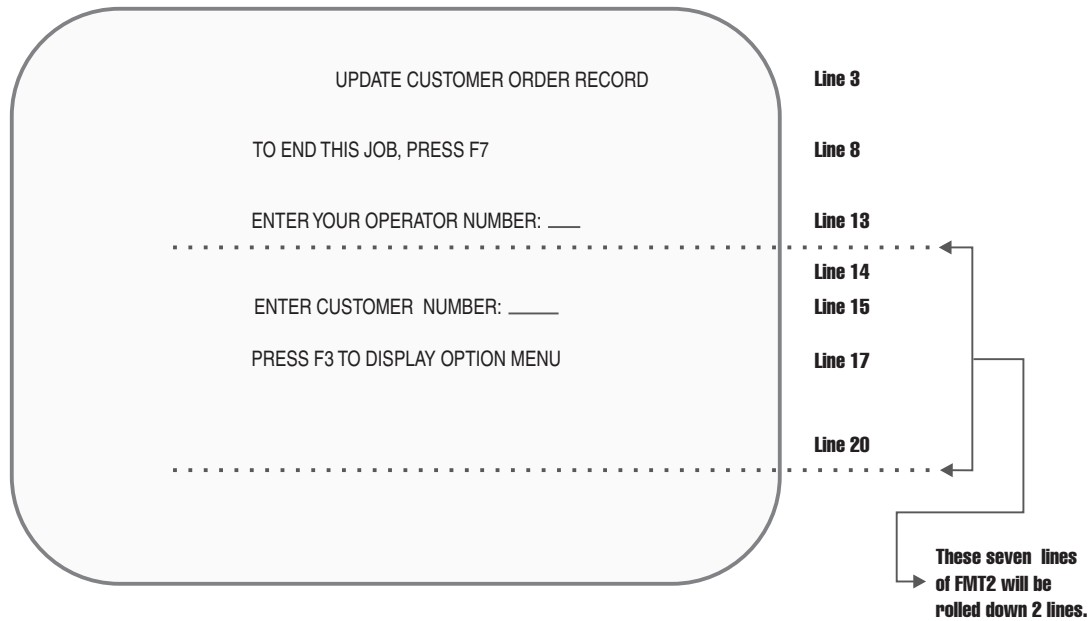 UPDATE CUSTOMER ORDER RECORD Line 3
TO END THIS JOB, PRESS F7 Line 8
ENTER YOUR OPERATOR NUMBER: ___ Line 13
Line 14
ENTER CUSTOMER NUMBER: _____ Line 15
PRESS F3 TO DISPLAY OPTION MENU Line 17
Line 20
These seven lines
of FMT2 will be
rolled down 2 lines.